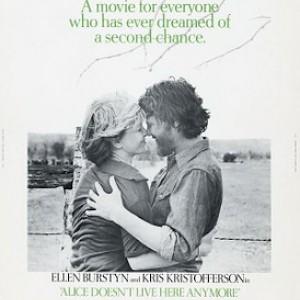 A movie for everyone
who has ever dreamed of
a second chance.
ELLEN BURSTYN and KRIS KRISTOFFERSON in
'ALICE DOESN'T LIVE HERE ANYMORE'